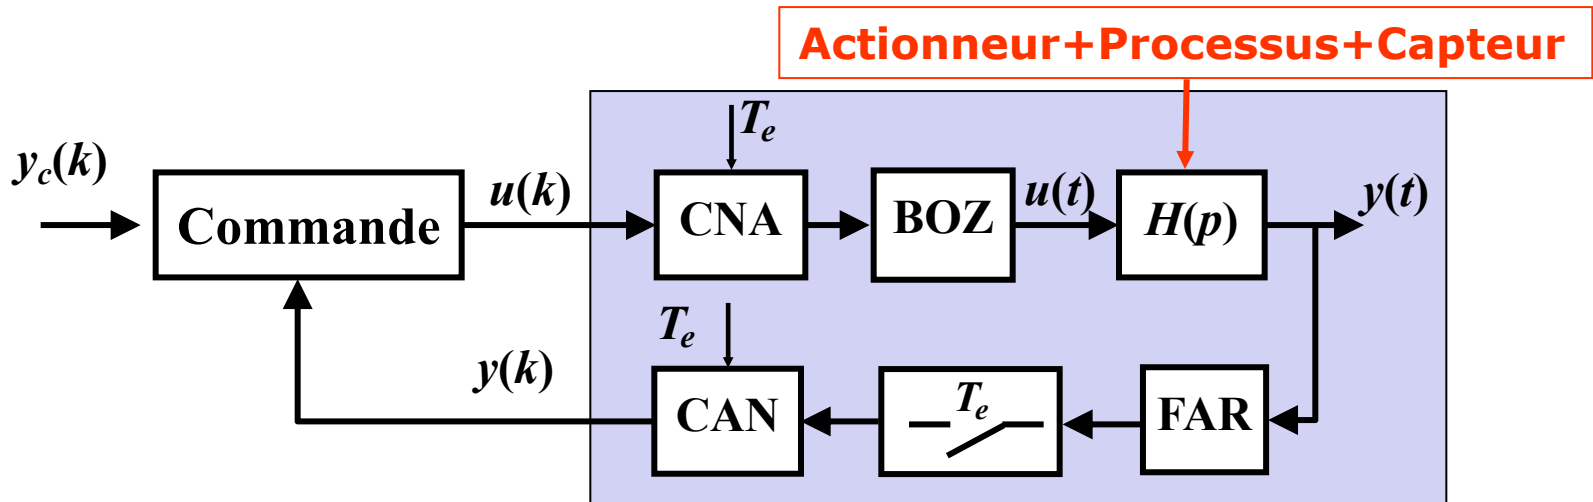 Actionneur+Processus+Capteur
T_e
y_c(k)
Commande
u(k)
CNA
BOZ
u(t)
H(p)
y(t)
T_e
y(k)
CAN
T_e
FAR